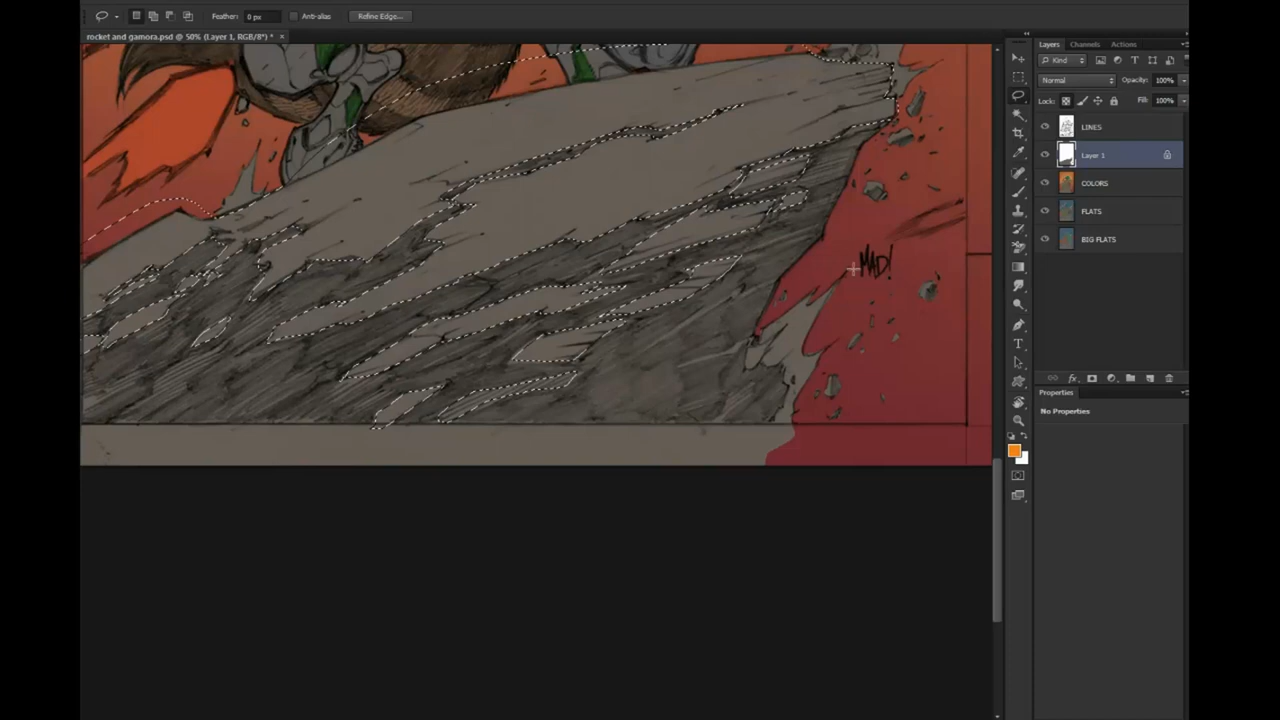 Feather: 0 px Anti-alias Refine Edge...
rocket and gamora.psd @ 50% (Layer 1, RGB/8*) * ×
Layers Channels Actions
Kind
Normal Opacity: 100%
Lock: Fill: 100%
LINES
Layer 1
COLORS
FLATS
BIG FLATS
MAD!
fx
Properties
No Properties
T